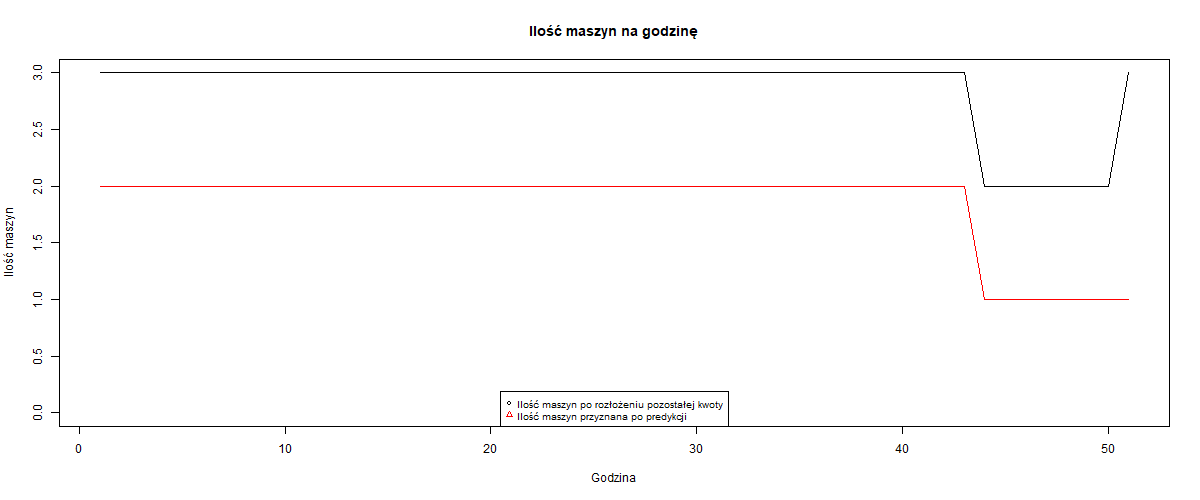 Ilość maszyn na godzinę
Ilość maszyn
3.0
2.5
2.0
1.5
1.0
0.5
0.0
Ilość maszyn po rozłożeniu pozostałej kwoty
Ilość maszyn przyznana po predykcji
0 10 20 30 40 50
Godzina